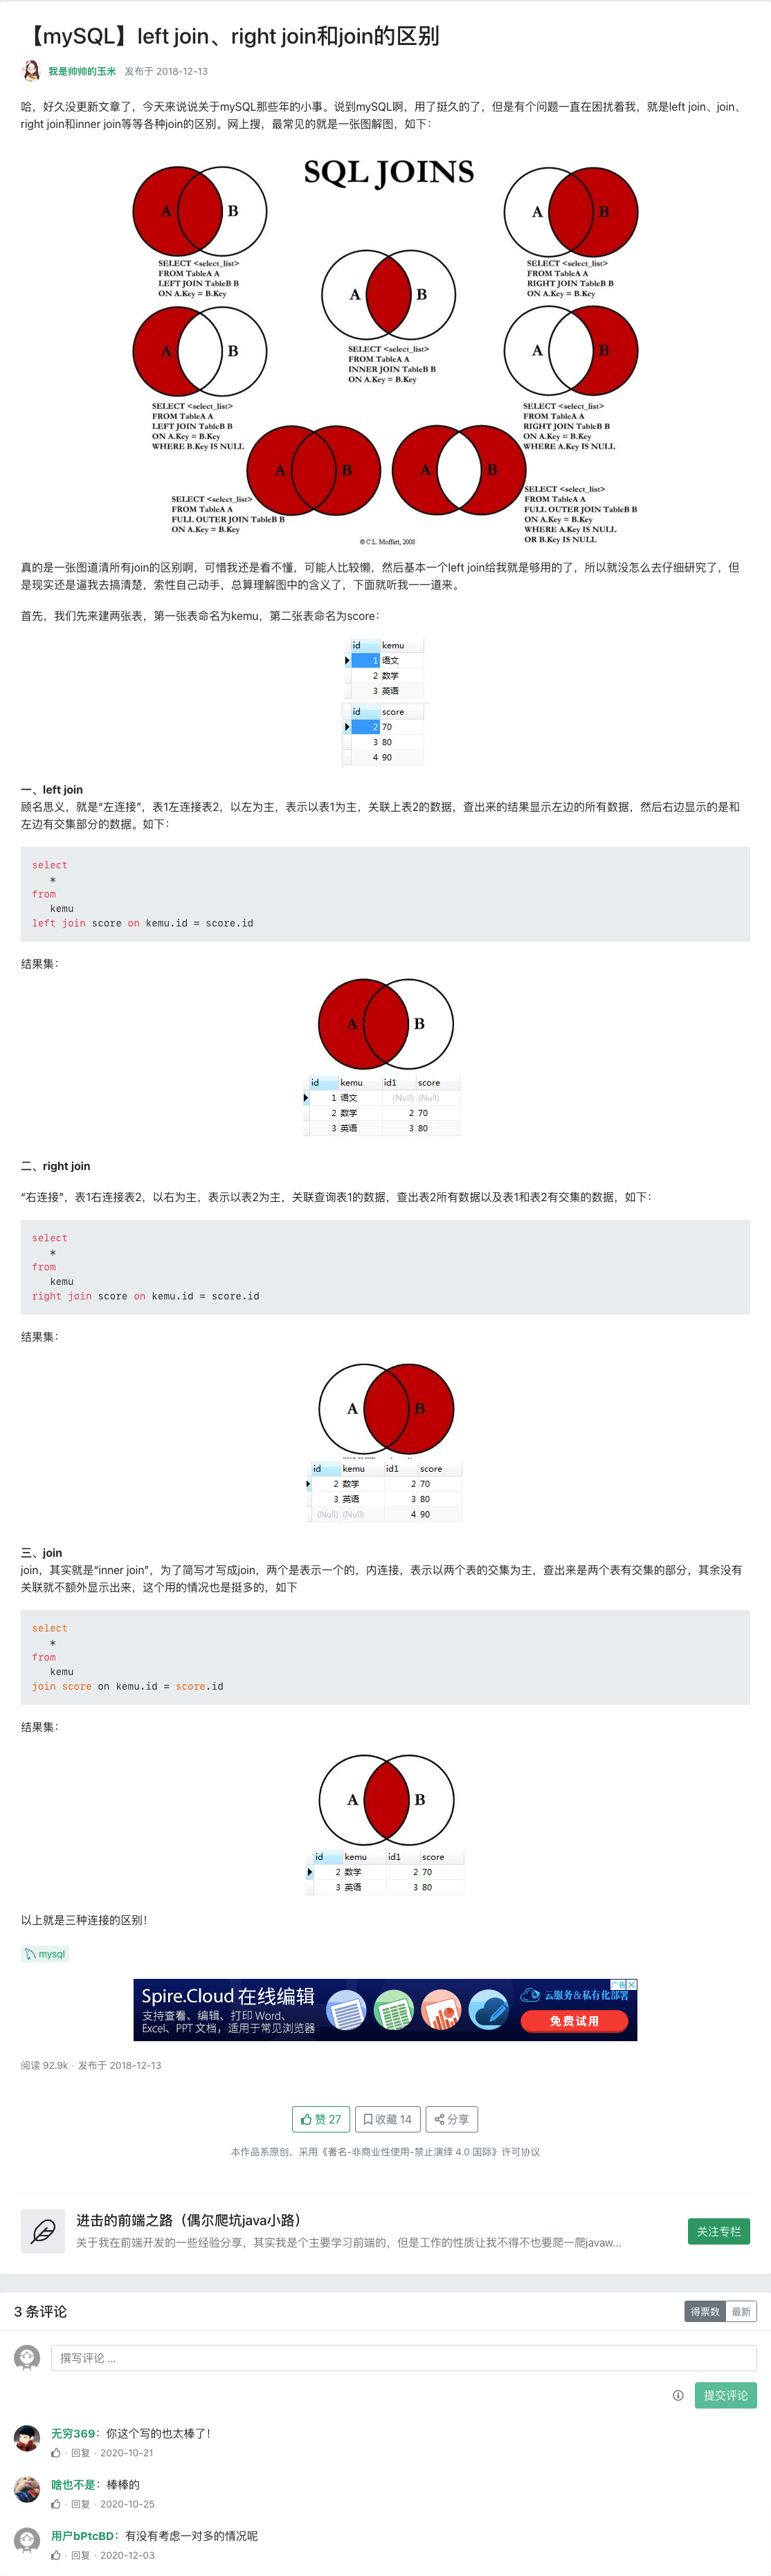 【mySQL】left join、right join和join的区别
我是帅帅的玉米 发布于 2018-12-13
哈，好久没更新文章了，今天来说说关于mySQL那些年的小事。说到mySQL啊，用了挺久的了，但是有个问题一直在困扰着我，就是left join、join、
right join和inner join等等各种join的区别。网上搜，最常见的就是一张图解图，如下：
SQL JOINS
A B
SELECT <select_list>
FROM TableA A
LEFT JOIN TableB B
ON A.Key = B.Key
A B
SELECT <select_list>
FROM TableA A
RIGHT JOIN TableB B
ON A.Key = B.Key
A B
SELECT <select_list>
FROM TableA A
INNER JOIN TableB B
ON A.Key = B.Key
A B
SELECT <select_list>
FROM TableA A
LEFT JOIN TableB B
ON A.Key = B.Key
WHERE B.Key IS NULL
A B
SELECT <select_list>
FROM TableA A
RIGHT JOIN TableB B
ON A.Key = B.Key
WHERE A.Key IS NULL
A B
SELECT <select_list>
FROM TableA A
FULL OUTER JOIN TableB B
ON A.Key = B.Key
A B
SELECT <select_list>
FROM TableA A
FULL OUTER JOIN TableB B
ON A.Key = B.Key
WHERE A.Key IS NULL
OR B.Key IS NULL
© C.L. Moffatt, 2008
真的是一张图道清所有join的区别啊，可惜我还是看不懂，可能人比较懒，然后基本一个left join给我就是够用的了，所以就没怎么去仔细研究了，但
是现实还是逼我去搞清楚，索性自己动手，总算理解图中的含义了，下面就听我一一道来。
首先，我们先来建两张表，第一张表命名为kemu，第二张表命名为score：
id kemu
1 语文
2 数学
3 英语
id score
2 70
3 80
4 90
一、left join
顾名思义，就是“左连接”，表1左连接表2，以左为主，表示以表1为主，关联上表2的数据，查出来的结果显示左边的所有数据，然后右边显示的是和
左边有交集部分的数据。如下：
select
*
from
kemu
left join score on kemu.id = score.id
结果集：
A B
id kemu id1 score
1 语文 (Null) (Null)
2 数学 2 70
3 英语 3 80
二、right join
“右连接”，表1右连接表2，以右为主，表示以表2为主，关联查询表1的数据，查出表2所有数据以及表1和表2有交集的数据，如下：
select
*
from
kemu
right join score on kemu.id = score.id
结果集：
A B
id kemu id1 score
2 数学 2 70
3 英语 3 80
(Null) (Null) 4 90
三、join
join，其实就是“inner join”，为了简写才写成join，两个是表示一个的，内连接，表示以两个表的交集为主，查出来是两个表有交集的部分，其余没有
关联就不额外显示出来，这个用的情况也是挺多的，如下
select
*
from
kemu
join score on kemu.id = score.id
结果集：
A B
id kemu id1 score
2 数学 2 70
3 英语 3 80
以上就是三种连接的区别！
mysql
Spire.Cloud 在线编辑
支持查看、编辑、打印 Word、
Excel、PPT 文档，适用于常见浏览器
云服务&私有化部署
免费试用
广告
阅读 92.9k · 发布于 2018-12-13
赞 27 收藏 14 分享
本作品系原创，采用《署名-非商业性使用-禁止演绎 4.0 国际》许可协议
进击的前端之路（偶尔爬坑java小路）
关于我在前端开发的一些经验分享，其实我是个主要学习前端的，但是工作的性质让我不得不也要爬一爬javaw...
关注专栏
3 条评论
得票数 最新
撰写评论 ...
提交评论
无穷369：你这个写的也太棒了！
· 回复 · 2020-10-21
啥也不是：棒棒的
· 回复 · 2020-10-25
用户bPtcBD：有没有考虑一对多的情况呢
· 回复 · 2020-12-03